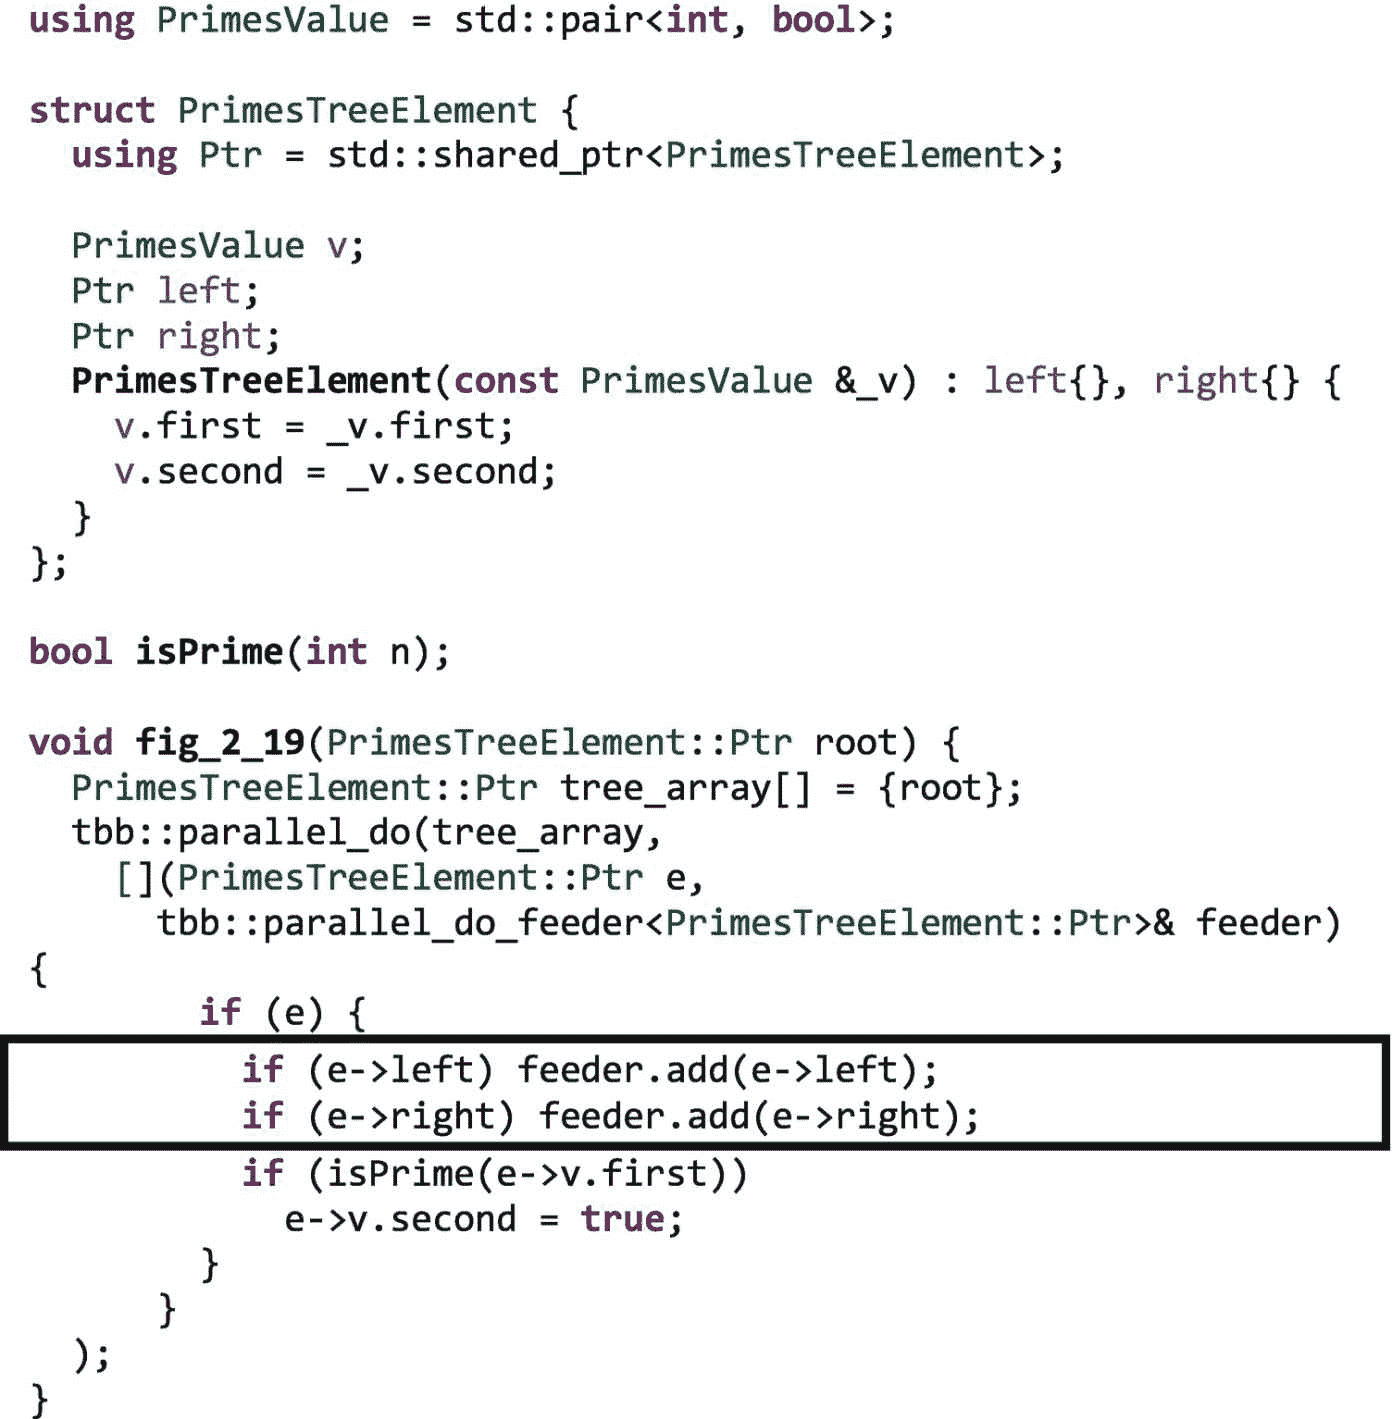 using PrimesValue = std::pair<int, bool>;
struct PrimesTreeElement {
using Ptr = std::shared_ptr<PrimesTreeElement>;
PrimesValue v;
Ptr left;
Ptr right;
PrimesTreeElement(const PrimesValue &_v) : left{}, right{} {
v.first = _v.first;
v.second = _v.second;
}
};
bool isPrime(int n);
void fig_2_19(PrimesTreeElement::Ptr root) {
PrimesTreeElement::Ptr tree_array[] = {root};
tbb::parallel_do(tree_array,
[](PrimesTreeElement::Ptr e,
tbb::parallel_do_feeder<PrimesTreeElement::Ptr>& feeder)
{
if (e) {
if (e->left) feeder.add(e->left);
if (e->right) feeder.add(e->right);
if (isPrime(e->v.first))
e->v.second = true;
}
}
);
}